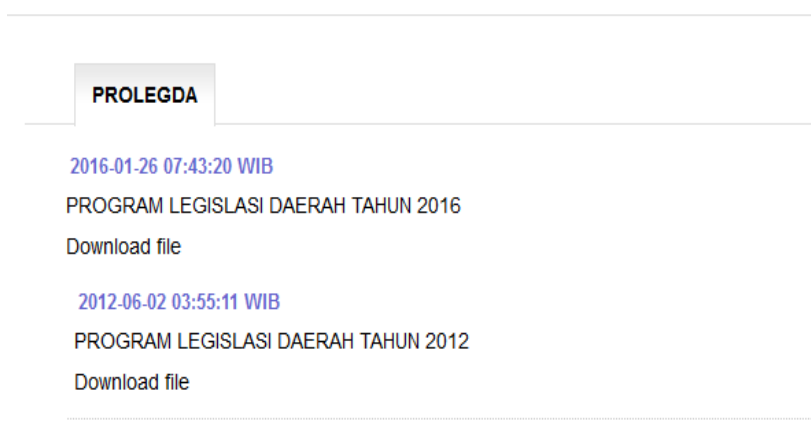 PROLEGDA
2016-01-26 07:43:20 WIB
PROGRAM LEGISLASI DAERAH TAHUN 2016
Download file
2012-06-02 03:55:11 WIB
PROGRAM LEGISLASI DAERAH TAHUN 2012
Download file